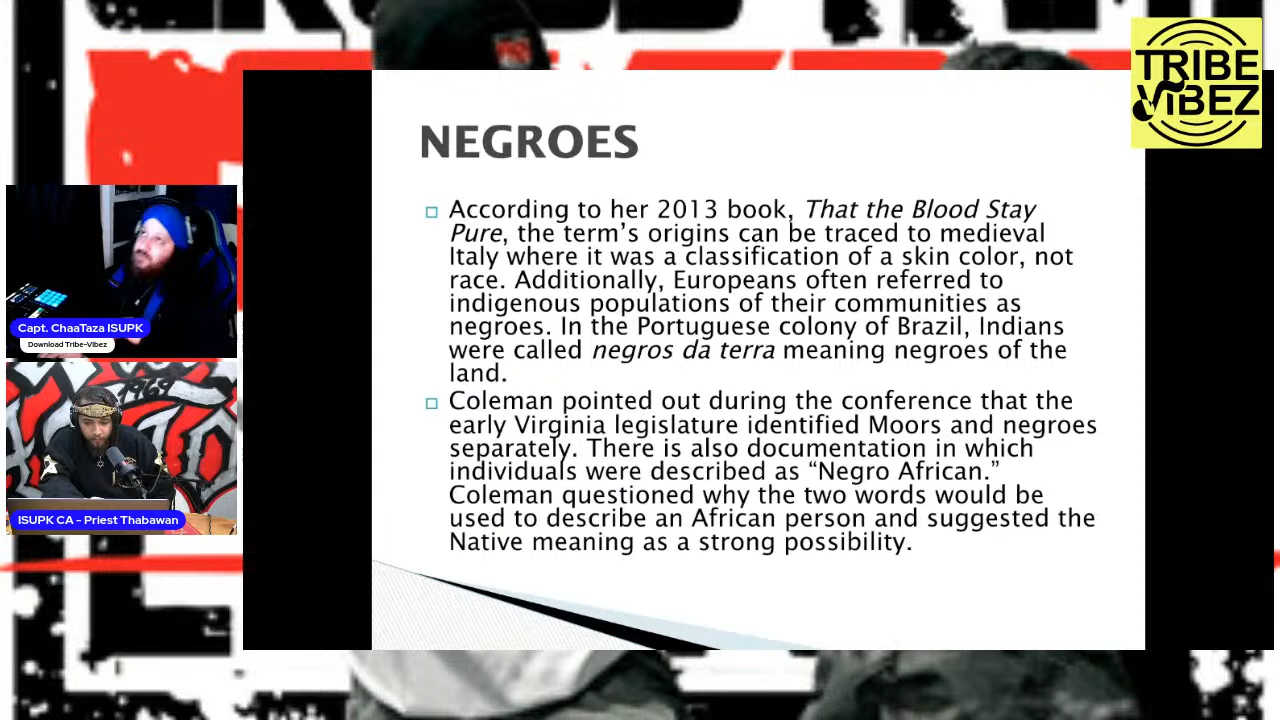 TRIBE
VIBEZ
NEGROES
According to her 2013 book, That the Blood Stay
Pure, the term’s origins can be traced to medieval
Italy where it was a classification of a skin color, not
race. Additionally, Europeans often referred to
indigenous populations of their communities as
negroes. In the Portuguese colony of Brazil, Indians
were called negros da terra meaning negroes of the
land.
Coleman pointed out during the conference that the
early Virginia legislature identified Moors and negroes
separately. There is also documentation in which
individuals were described as “Negro African.”
Coleman questioned why the two words would be
used to describe an African person and suggested the
Native meaning as a strong possibility.
Capt. ChaaTaza ISUPK
Download Tribe-Vibez
1969
ISUPK CA - Priest Thabawan